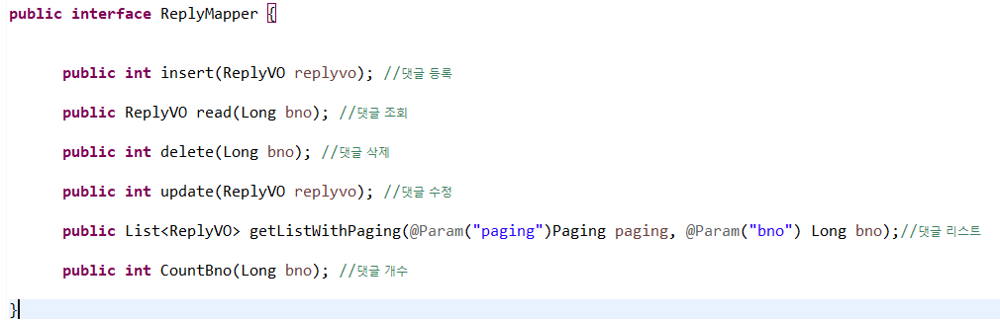 public interface ReplyMapper {
public int insert(ReplyVO replyvo); //댓글 등록
public ReplyVO read(Long bno); //댓글 조회
public int delete(Long bno); //댓글 삭제
public int update(ReplyVO replyvo); //댓글 수정
public List<ReplyVO> getListWithPaging(@Param("paging")Paging paging, @Param("bno") Long bno);//댓글 리스트
public int CountBno(Long bno); //댓글 개수
}